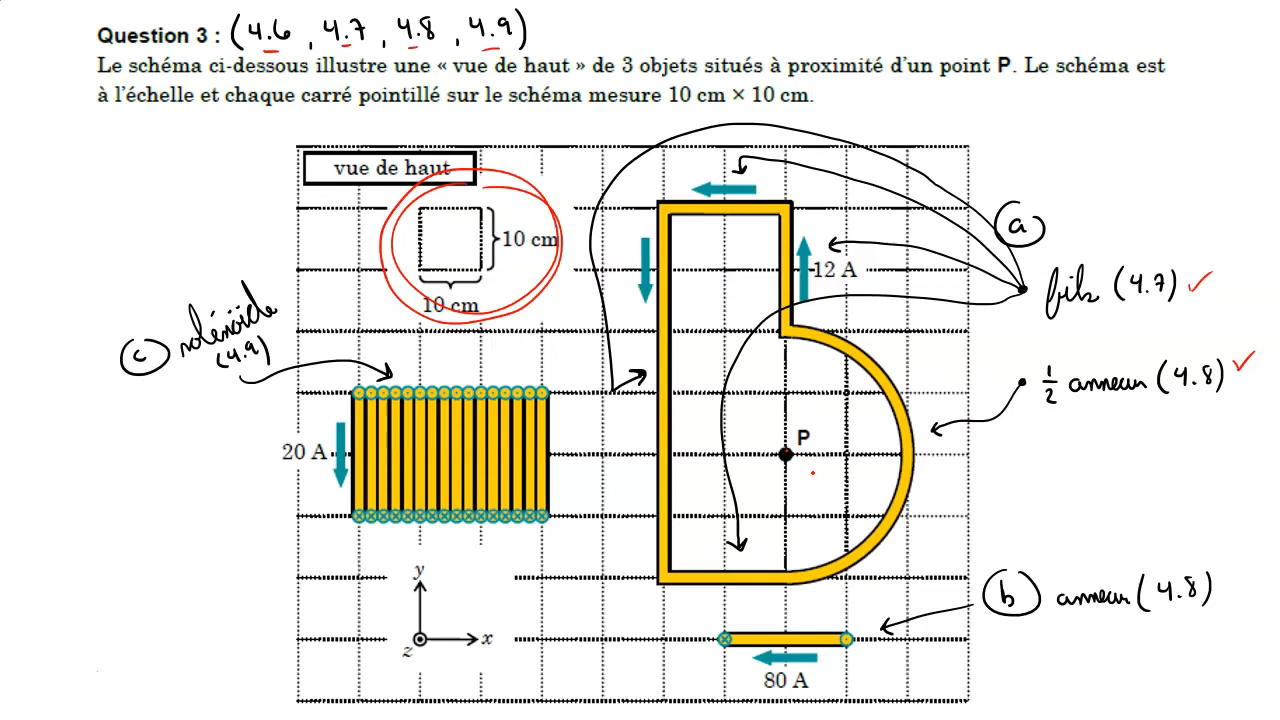 Question 3 : (4.6 , 4.7 , 4.8 , 4.9)
Le schéma ci-dessous illustre une « vue de haut » de 3 objets situés à proximité d'un point P. Le schéma est
à l'échelle et chaque carré pointillé sur le schéma mesure 10 cm × 10 cm.
vue de haut
10 cm
10 cm
(a)
12 A
fils (4.7)
(c) solénoïde
(4.9)
1/2 anneau (4.8)
20 A
P
y
x
z
(b) anneau (4.8)
80 A